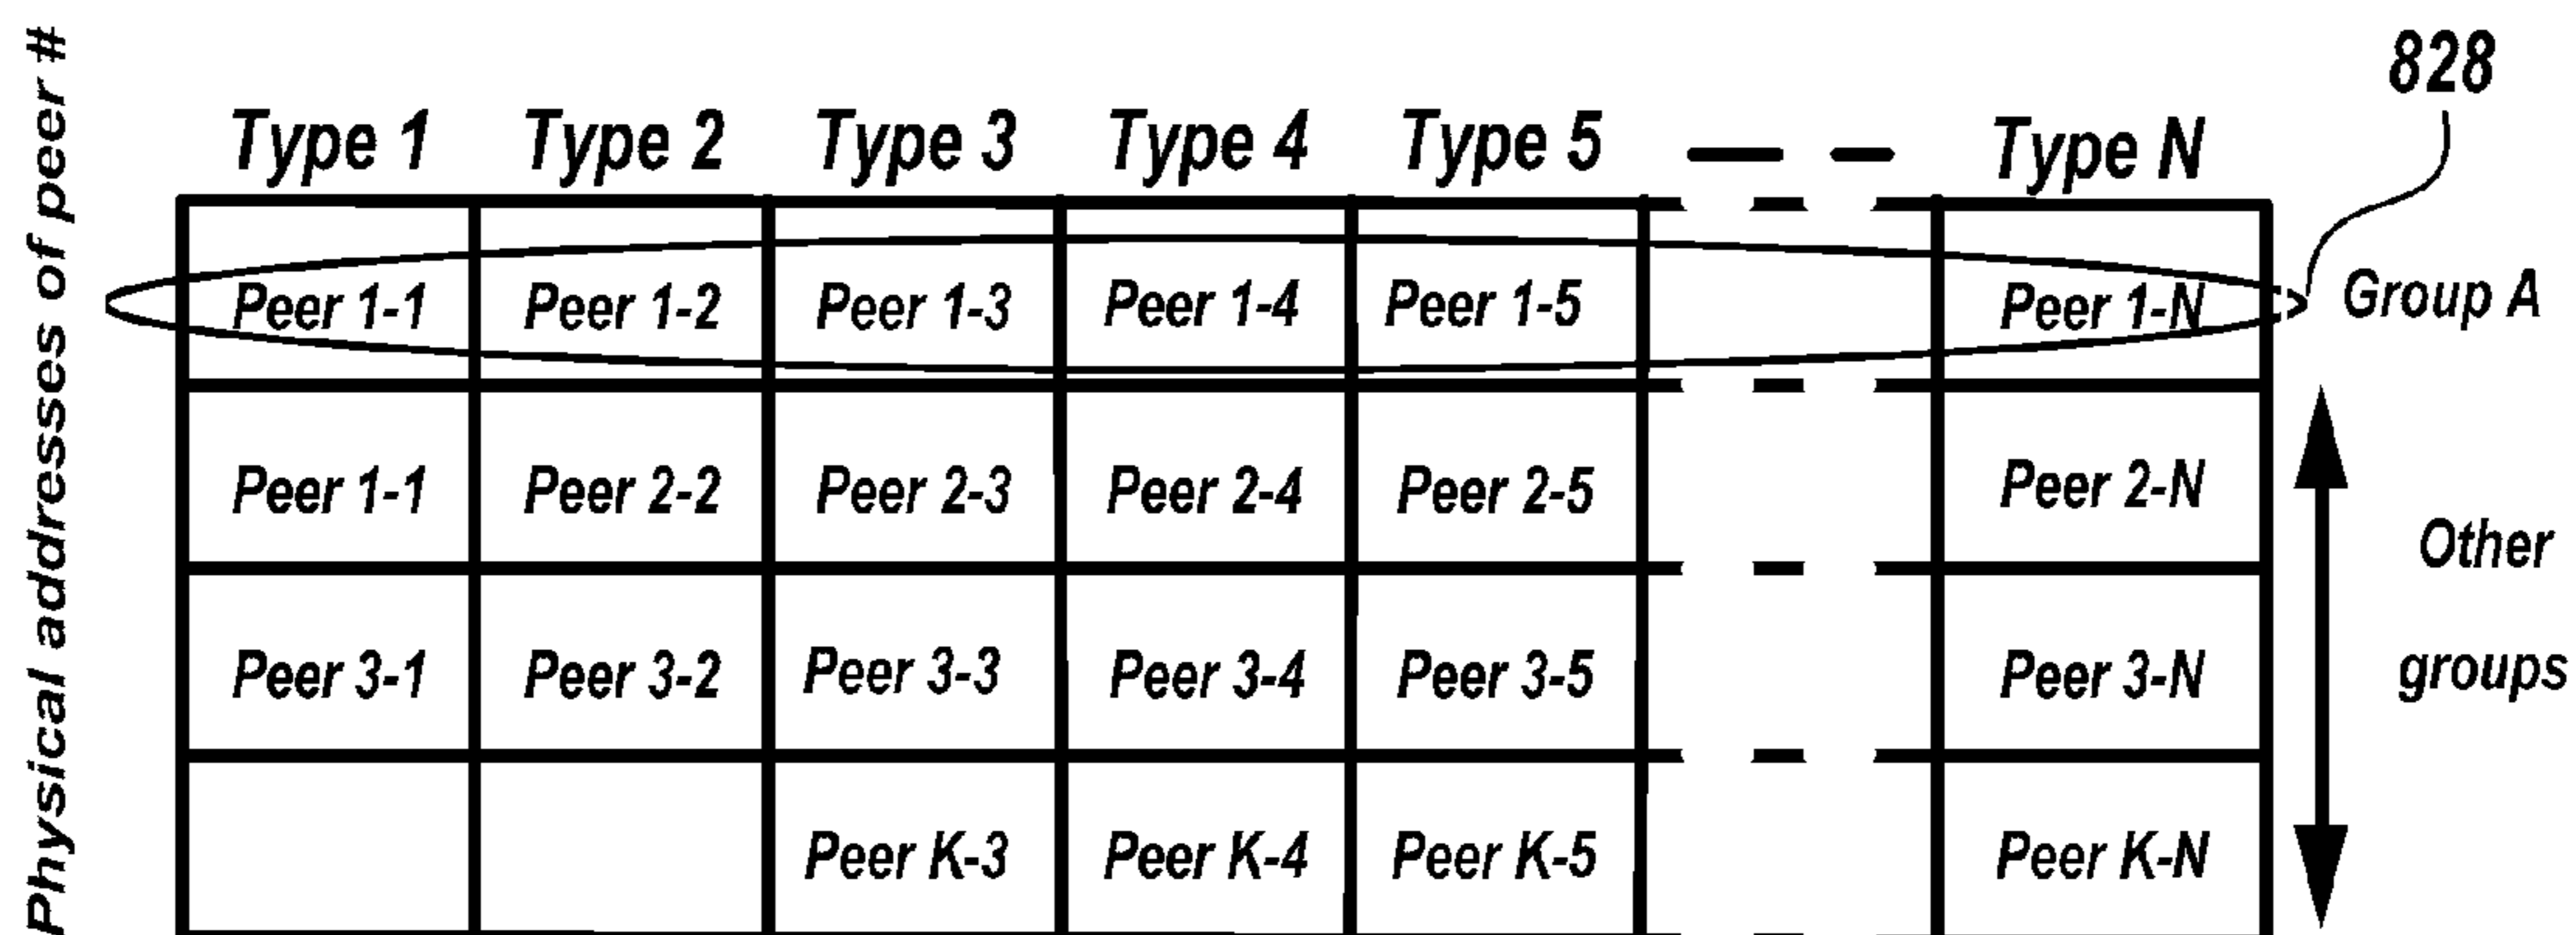 Physical addresses of peer #
828
Type 1 Type 2 Type 3 Type 4 Type 5 Type N
Peer 1-1 Peer 1-2 Peer 1-3 Peer 1-4 Peer 1-5 Peer 1-N Group A
Peer 1-1 Peer 2-2 Peer 2-3 Peer 2-4 Peer 2-5 Peer 2-N
Other
Peer 3-1 Peer 3-2 Peer 3-3 Peer 3-4 Peer 3-5 Peer 3-N groups
Peer K-3 Peer K-4 Peer K-5 Peer K-N